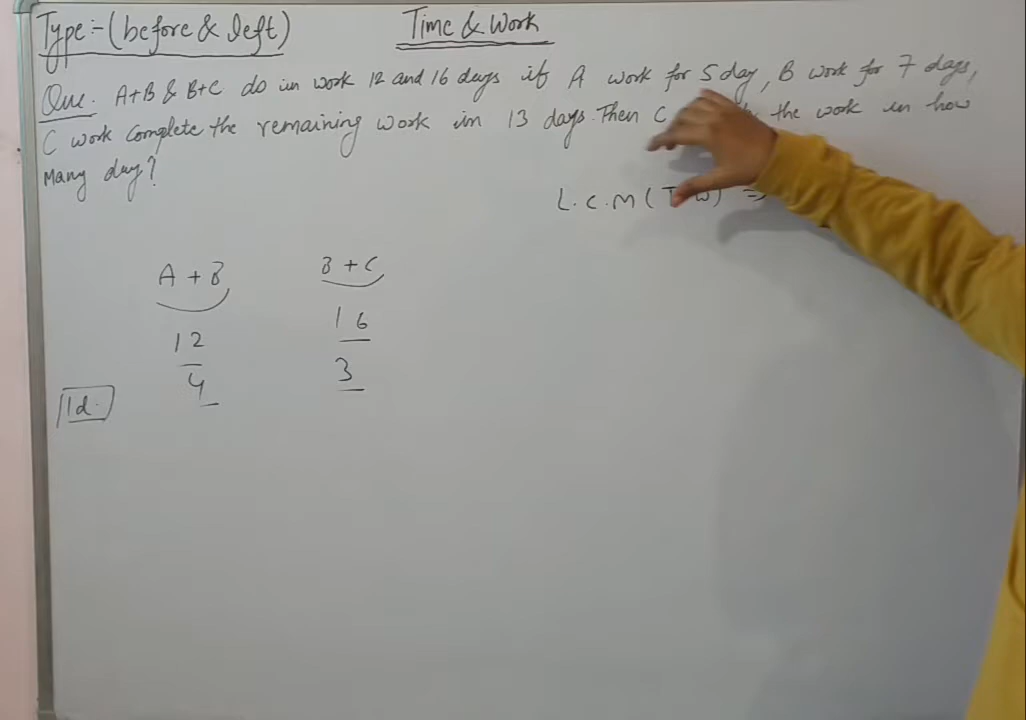 Type:-(before & left)
Time & Work
Que. A+B & B+C do in work 12 and 16 days if A work for 5 day, B work for 7 days,
C work Complete the remaining work in 13 days. Then C the work in how
Many day?
L.C.M(T W) =>
A + B
B + C
12
16
4
3
1d.